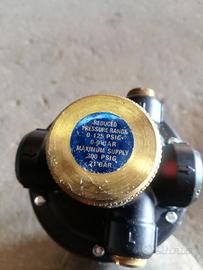 REDUCED
PRESSURE RANGE
0-125 PSIG
0-9 BAR
MAXIMUM SUPPLY
300 PSIG
21 BAR